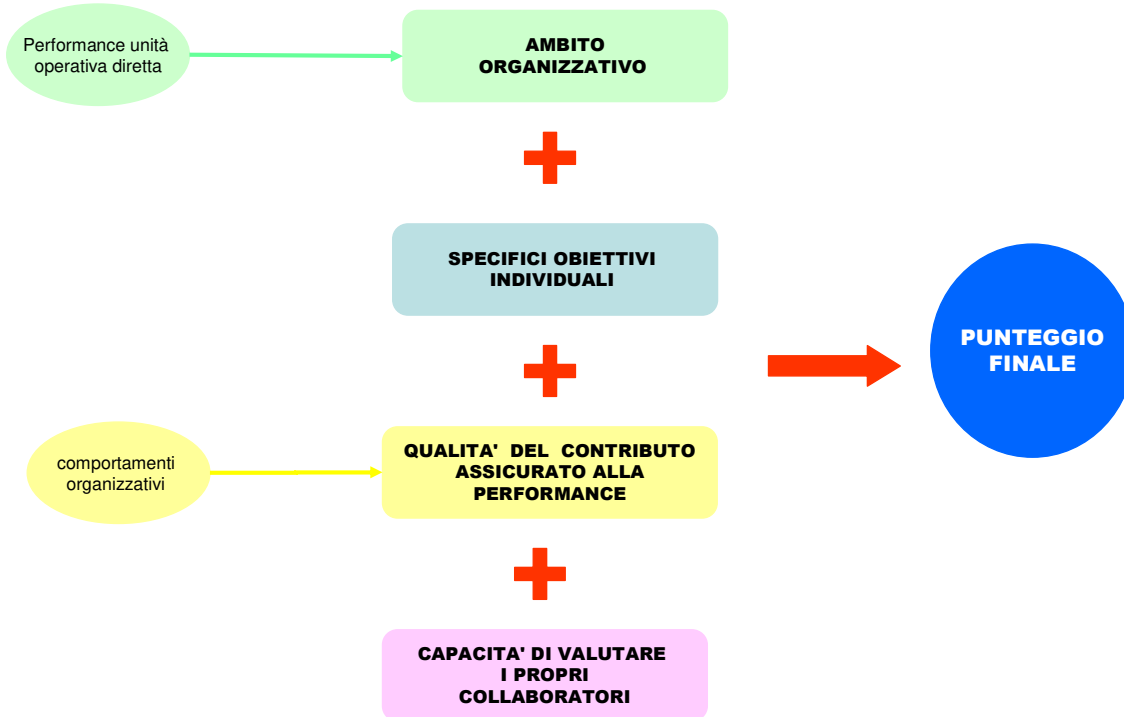 Performance unità
operativa diretta
AMBITO
ORGANIZZATIVO
SPECIFICI OBIETTIVI
INDIVIDUALI
PUNTEGGIO
FINALE
comportamenti
organizzativi
QUALITA' DEL CONTRIBUTO
ASSICURATO ALLA
PERFORMANCE
CAPACITA' DI VALUTARE
I PROPRI
COLLABORATORI